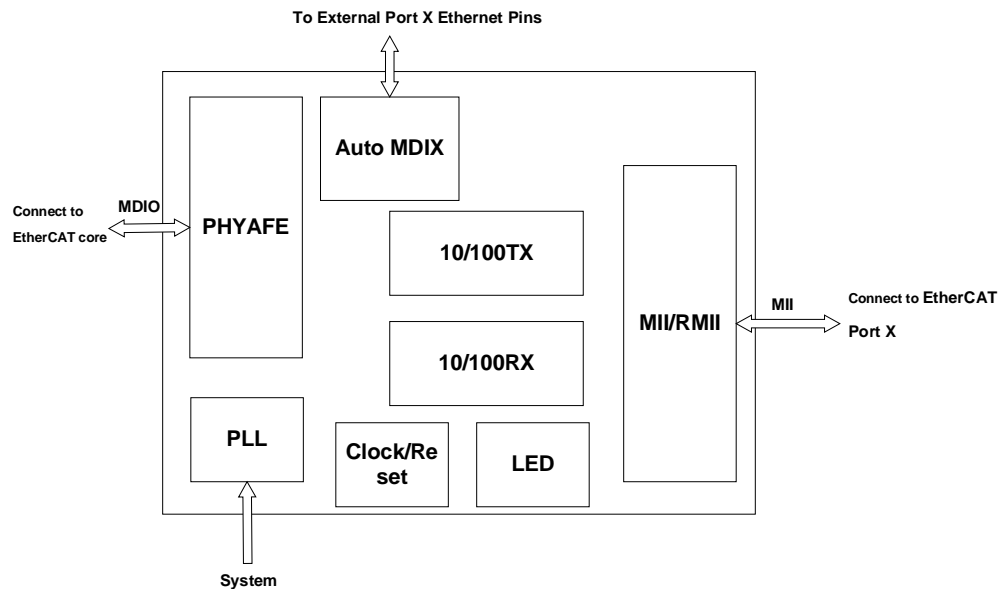 To External Port X Ethernet Pins
Auto MDIX
Connect to
EtherCAT core
MDIO
PHYAFE
10/100TX
MII/RMII
MII
Connect to EtherCAT
Port X
10/100RX
PLL
Clock/Re
set
LED
System